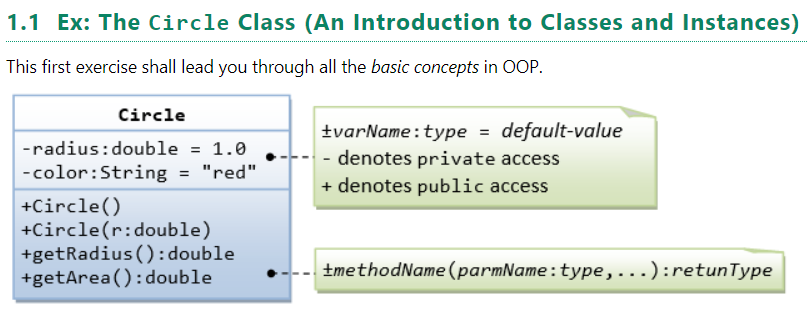 1.1 Ex: The Circle Class (An Introduction to Classes and Instances)
This first exercise shall lead you through all the basic concepts in OOP.
Circle
-radius:double = 1.0
-color:String = "red"
+Circle()
+Circle(r:double)
+getRadius():double
+getArea():double
±varName:type = default-value
- denotes private access
+ denotes public access
±methodName(parmName:type,...):retunType